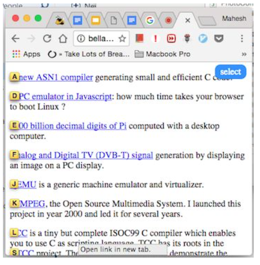 Mahesh
bella...
Apps
Take Lots of Brea...
Macbook Pro
»
select
A new ASN1 compiler generating small and efficient C
D PC emulator in Javascript: how much time takes your browser
to boot Linux ?
E 00 billion decimal digits of Pi computed with a desktop
computer.
F alog and Digital TV (DVB-T) signal generation by displaying
an image on a PC display.
J EMU is a generic machine emulator and virtualizer.
K MPEG, the Open Source Multimedia System. I launched this
project in year 2000 and led it for several years.
L CC is a tiny but complete ISOC99 C compiler which enables
you to use C as scripting language. TCC has its roots in the
S TCC project. The demonstrate the
Open link in new tab.